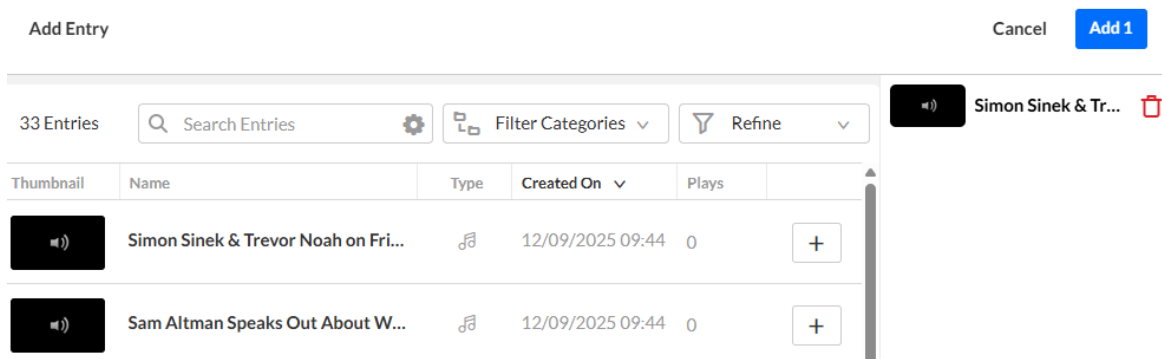 Add Entry
Cancel
Add 1
33 Entries
Search Entries
Filter Categories
Refine
Simon Sinek & Tr...
Thumbnail
Name
Type
Created On
Plays
Simon Sinek & Trevor Noah on Fri...
12/09/2025 09:44
0
Sam Altman Speaks Out About W...
12/09/2025 09:44
0